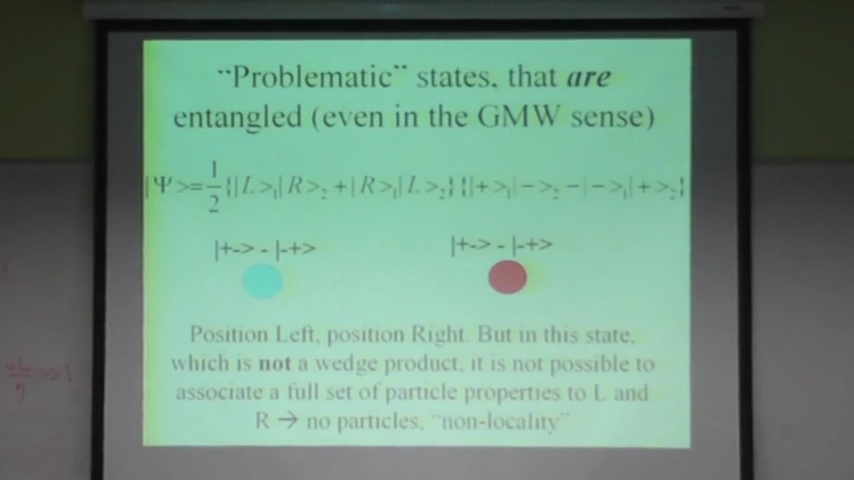 “Problematic” states, that are
entangled (even in the GMW sense)
|Ψ>=1/2{|L>₁|R>₂+|R>₁|L>₂}{|+>₁|->₂-|->₁|+>₂}
|+-> - |-+>
|+-> - |-+>
Position Left, position Right. But in this state,
which is not a wedge product, it is not possible to
associate a full set of particle properties to L and
R → no particles, “non-locality”